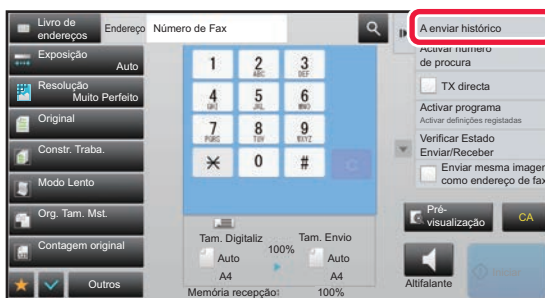 Livro de
endereços
Endereço
Número de Fax
A enviar histórico
Exposição
Auto
Resolução
Muito Perfeito
Original
Constr. Traba.
Modo Lento
Org. Tam. Mst.
Contagem original
Outros
1
2
ABC
3
DEF
4
GHI
5
JKL
6
MNO
7
PQRS
8
TUV
9
WXYZ
0
#
C
Tam. Digitaliz
100%
Tam. Envio
Auto
A4
Auto
A4
Memória recepção:
100%
Activar número
de procura
TX directa
Activar programa
Activar definições registadas
Verificar Estado
Enviar/Receber
Enviar mesma imagem
como endereço de fax
Pré-
visualização
CA
Altifalante